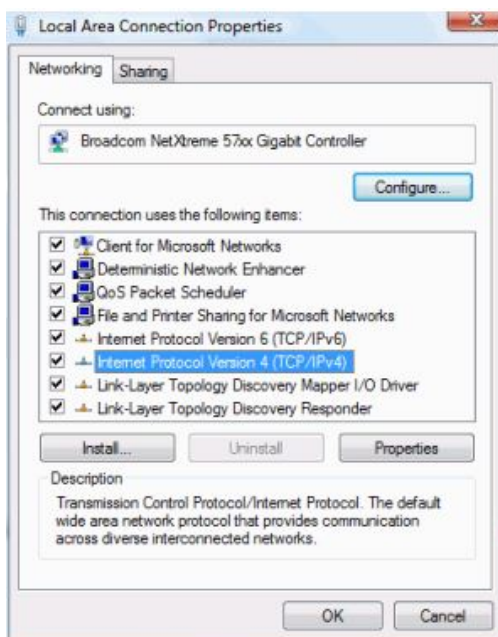 Local Area Connection Properties
Networking
Sharing
Connect using:
Broadcom NetXtreme 57xx Gigabit Controller
Configure...
This connection uses the following items:
Client for Microsoft Networks
Deterministic Network Enhancer
QoS Packet Scheduler
File and Printer Sharing for Microsoft Networks
Internet Protocol Version 6 (TCP/IPv6)
Internet Protocol Version 4 (TCP/IPv4)
Link-Layer Topology Discovery Mapper I/O Driver
Link-Layer Topology Discovery Responder
Install...
Uninstall
Properties
Description
Transmission Control Protocol/Internet Protocol. The default
wide area network protocol that provides communication
across diverse interconnected networks.
OK
Cancel